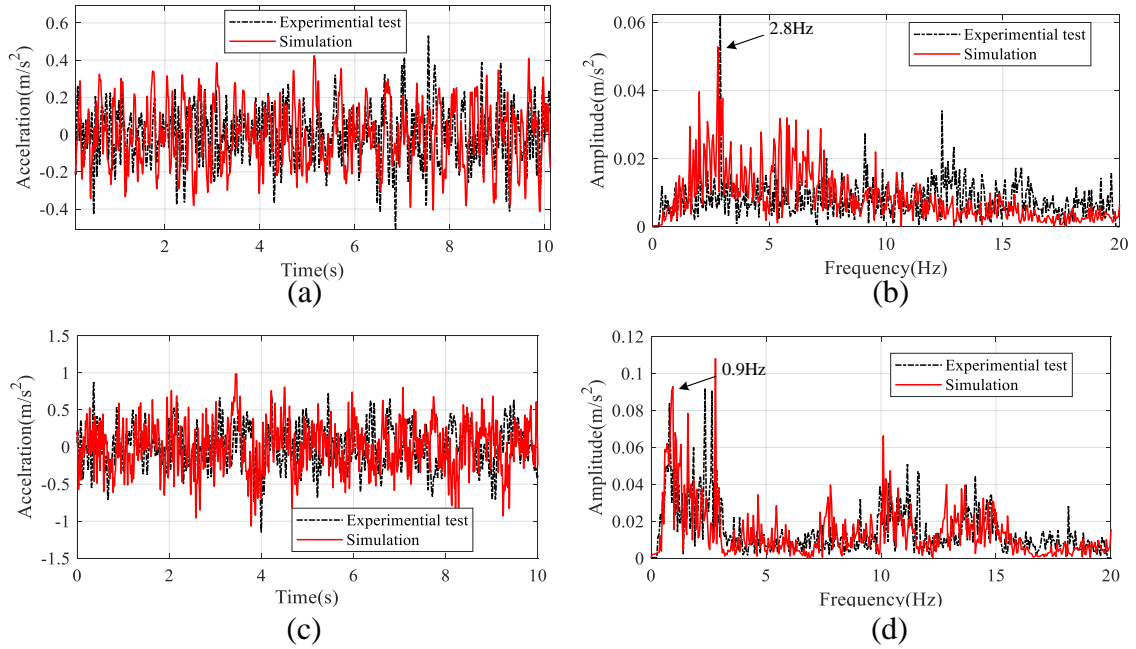 0.6
0.4
0.2
0
-0.2
-0.4
Accelration(m/s²)
Experimential test
Simulation
2
4
6
8
10
Time(s)
(a)
0.06
0.04
0.02
0
Amplitude(m/s²)
2.8Hz
Experimential test
Simulation
0
5
10
15
20
Frequency(Hz)
(b)
1.5
1
0.5
0
-0.5
-1
-1.5
Accelration(m/s²)
Experimential test
Simulation
0
2
4
6
8
10
Time(s)
(c)
0.12
0.1
0.08
0.06
0.04
0.02
0
Amplitude(m/s²)
0.9Hz
Experimential test
Simulation
0
5
10
15
20
Frequency(Hz)
(d)